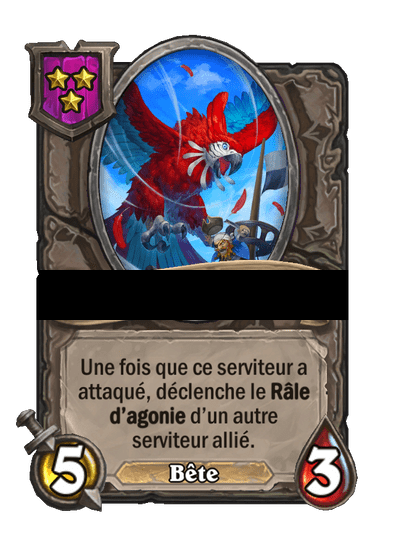 Une fois que ce serviteur a
attaqué, déclenche le Râle
d'agonie d'un autre
serviteur allié.
5
Bête
3